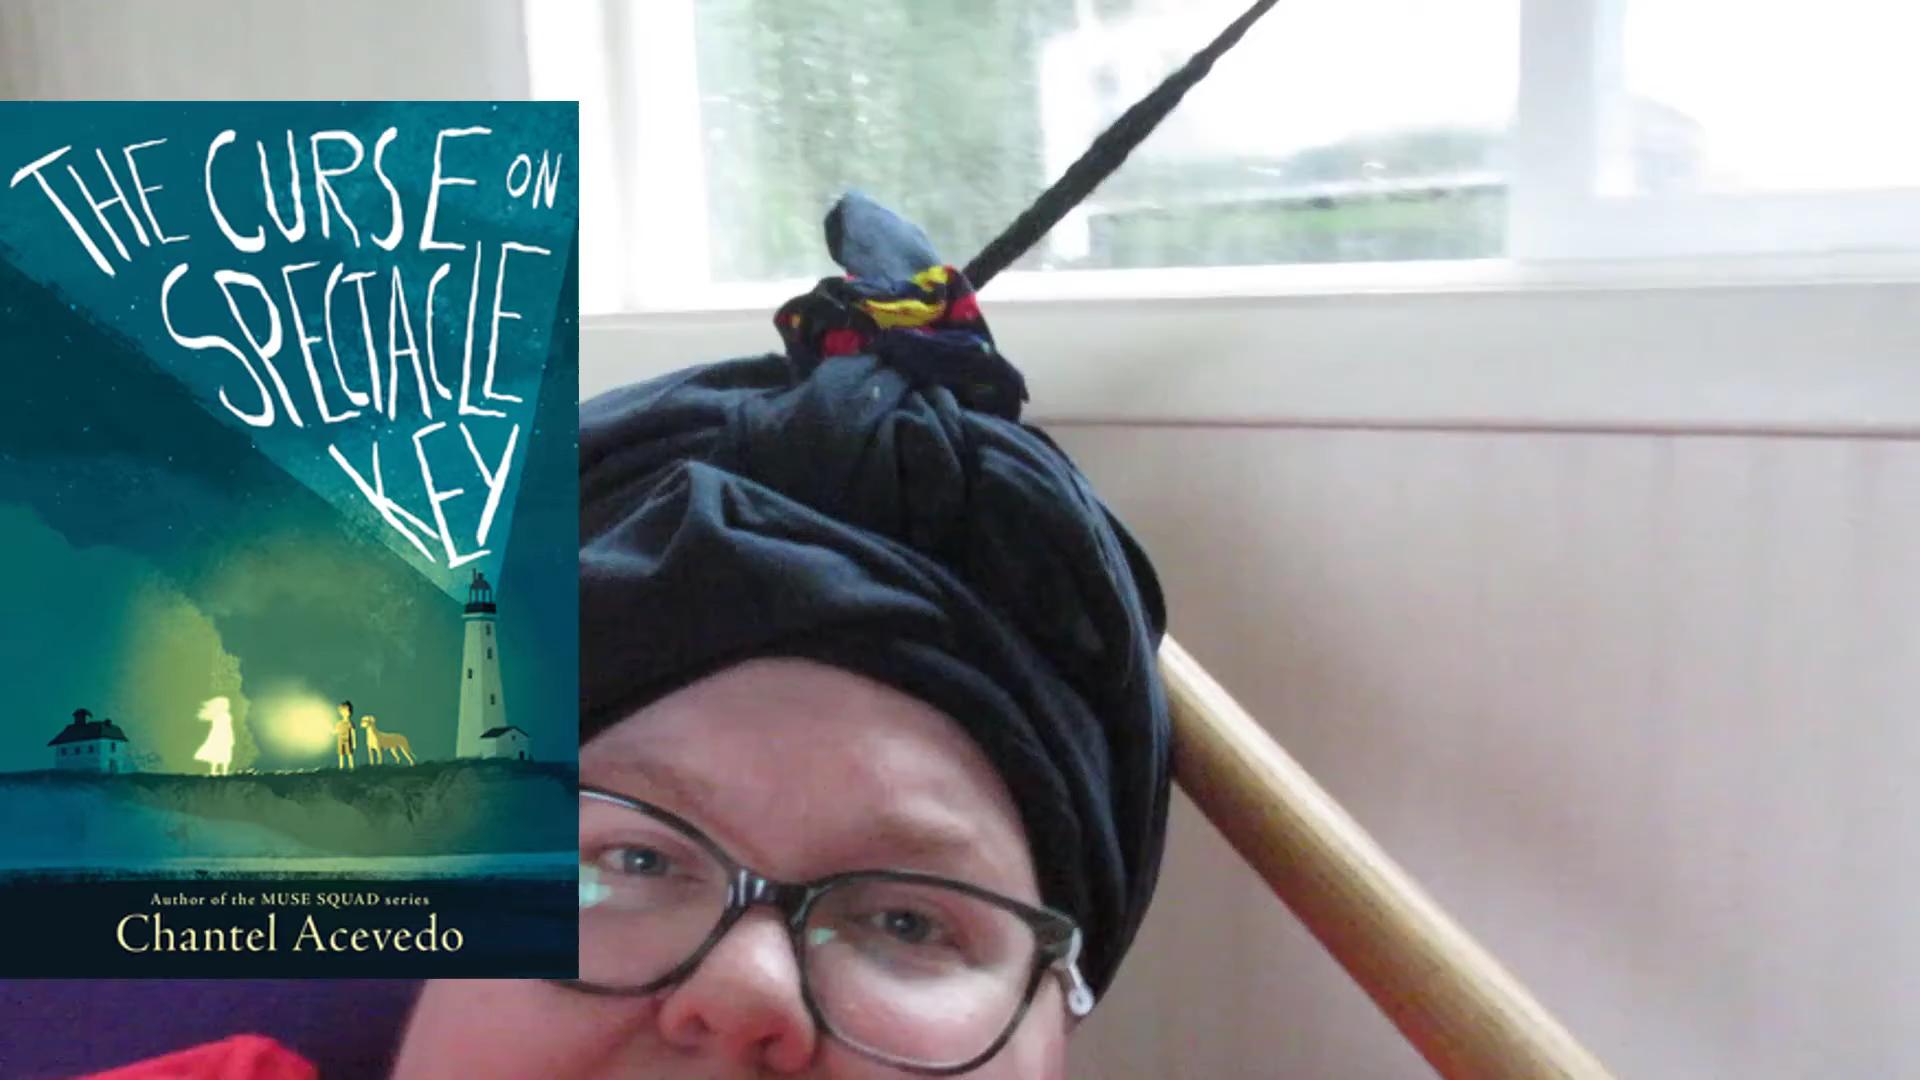 THE CURSE ON
SPECTACLE
KEY
Author of the MUSE SQUAD series
Chantel Acevedo